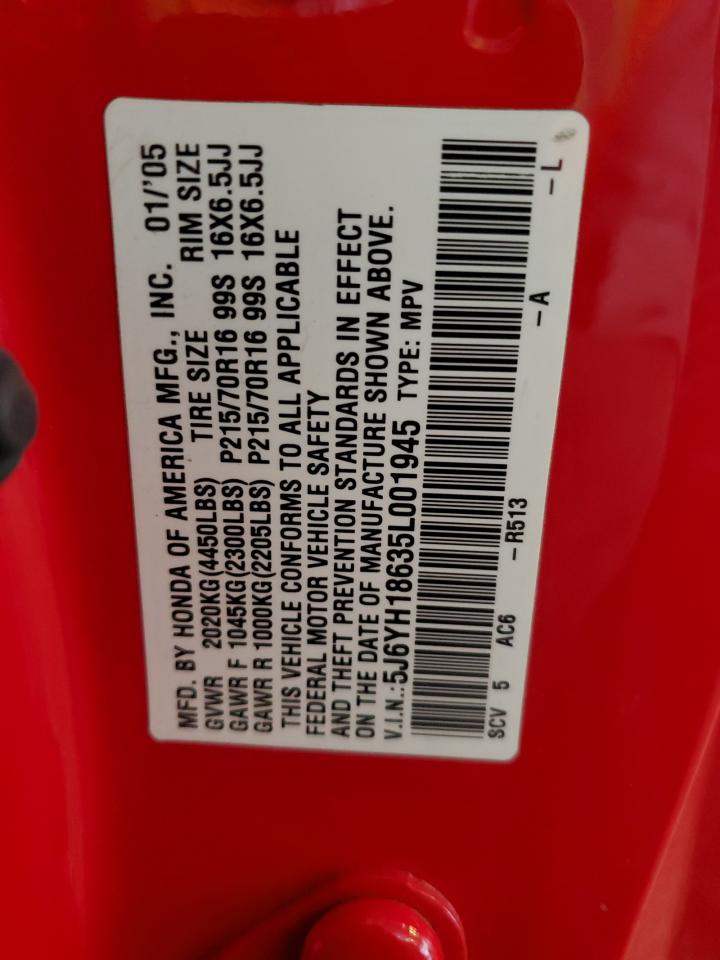 MFD. BY HONDA OF AMERICA MFG., INC. 01/'05
GVWR 2020KG(4450LBS) TIRE SIZE RIM SIZE
GAWR F 1045KG(2300LBS) P215/70R16 99S 16X6.5JJ
GAWR R 1000KG(2205LBS) P215/70R16 99S 16X6.5JJ
THIS VEHICLE CONFORMS TO ALL APPLICABLE
FEDERAL MOTOR VEHICLE SAFETY
AND THEFT PREVENTION STANDARDS IN EFFECT
ON THE DATE OF MANUFACTURE SHOWN ABOVE.
V.I.N.:5J6YH18635L001945 TYPE: MPV
SCV 5 AC6 –R513 –A –L